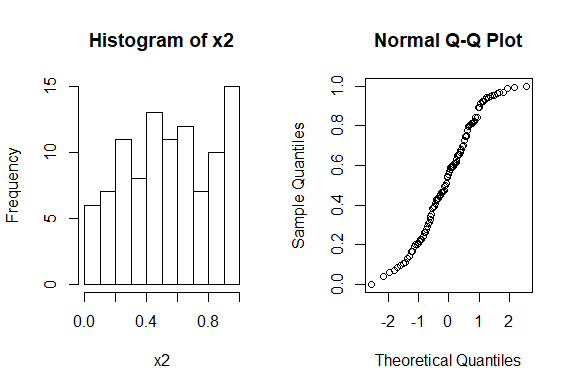 Histogram of x2
Frequency
15
10
5
0
0.0 0.4 0.8
x2
Normal Q-Q Plot
Sample Quantiles
1.0
0.8
0.6
0.4
0.2
0.0
-2 -1 0 1 2
Theoretical Quantiles